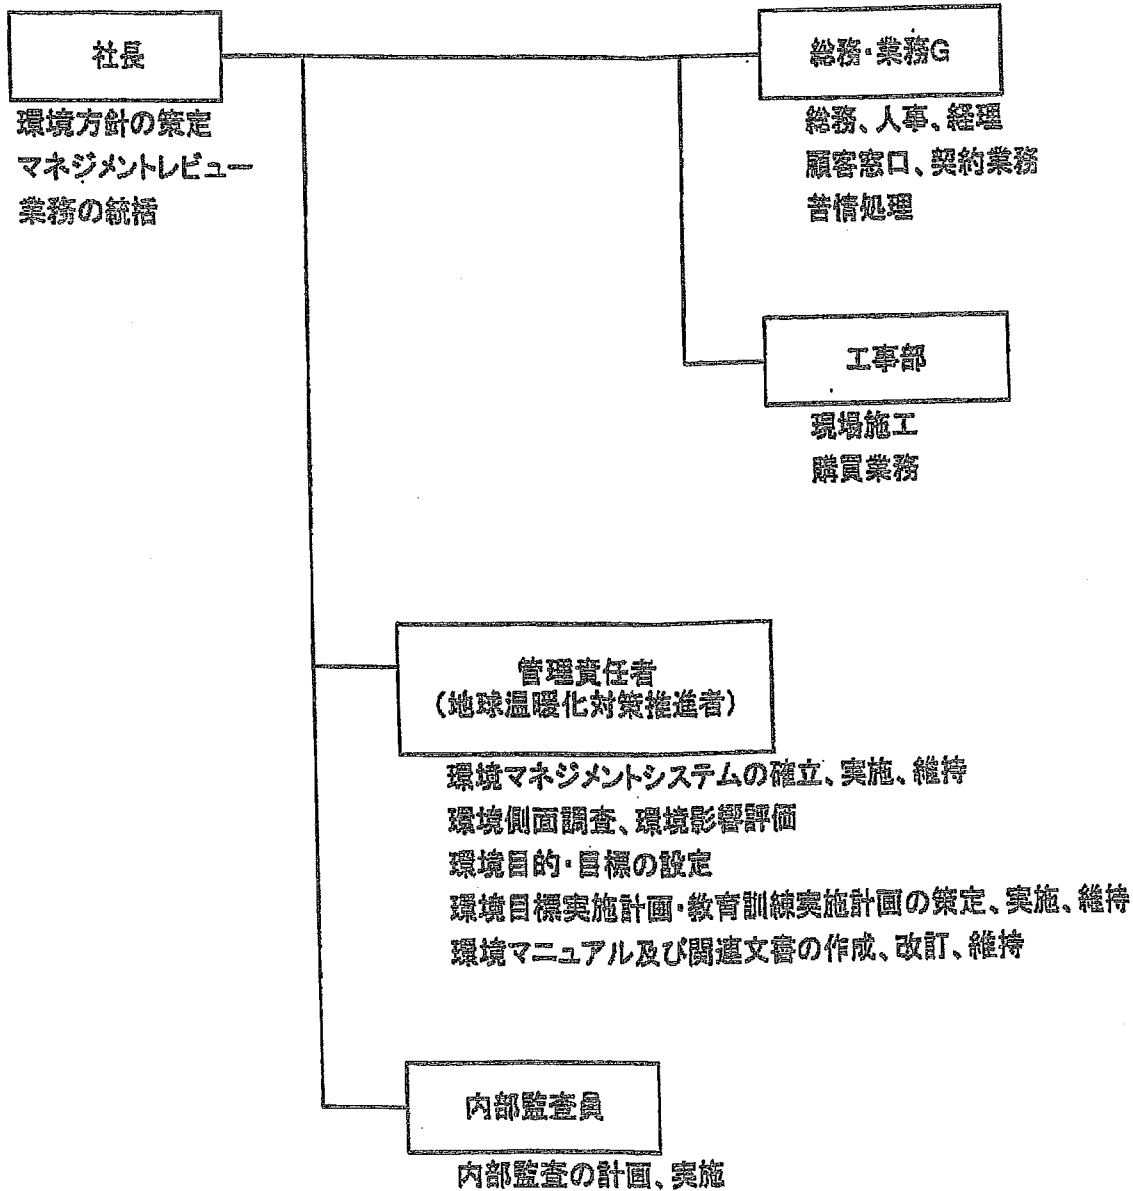 社長
環境方針の策定
マネジメントレビュー
業務の統括
総務・業務G
総務、人事、経理
顧客窓口、契約業務
苦情処理
工事部
現場施工
購買業務
管理責任者
(地球温暖化対策推進者)
環境マネジメントシステムの確立、実施、維持
環境側面調査、環境影響評価
環境目的・目標の設定
環境目標実施計画・教育訓練実施計画の策定、実施、維持
環境マニュアル及び関連文書の作成、改訂、維持
内部監査員
内部監査の計画、実施